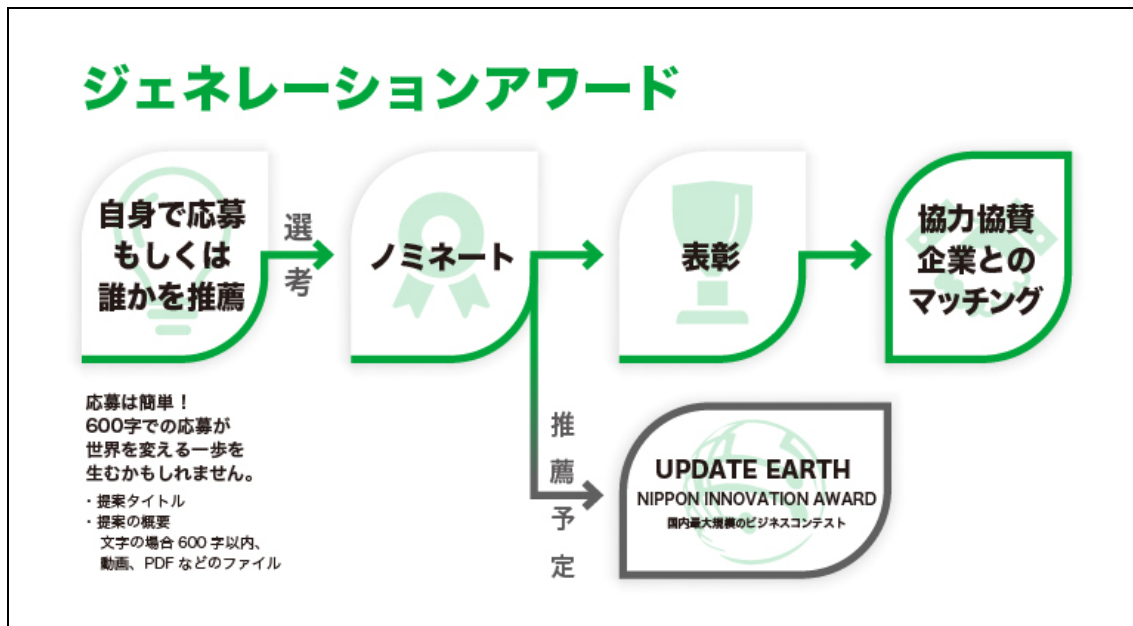 ジェネレーションアワード
自身で応募
もしくは
誰かを推薦
選考
ノミネート
表彰
協力協賛
企業との
マッチング
応募は簡単！
600字での応募が
世界を変える一歩を
生むかもしれません。
・提案タイトル
・提案の概要
文字の場合 600 字以内、
動画、PDF などのファイル
推薦予定
UPDATE EARTH
NIPPON INNOVATION AWARD
国内最大規模のビジネスコンテスト